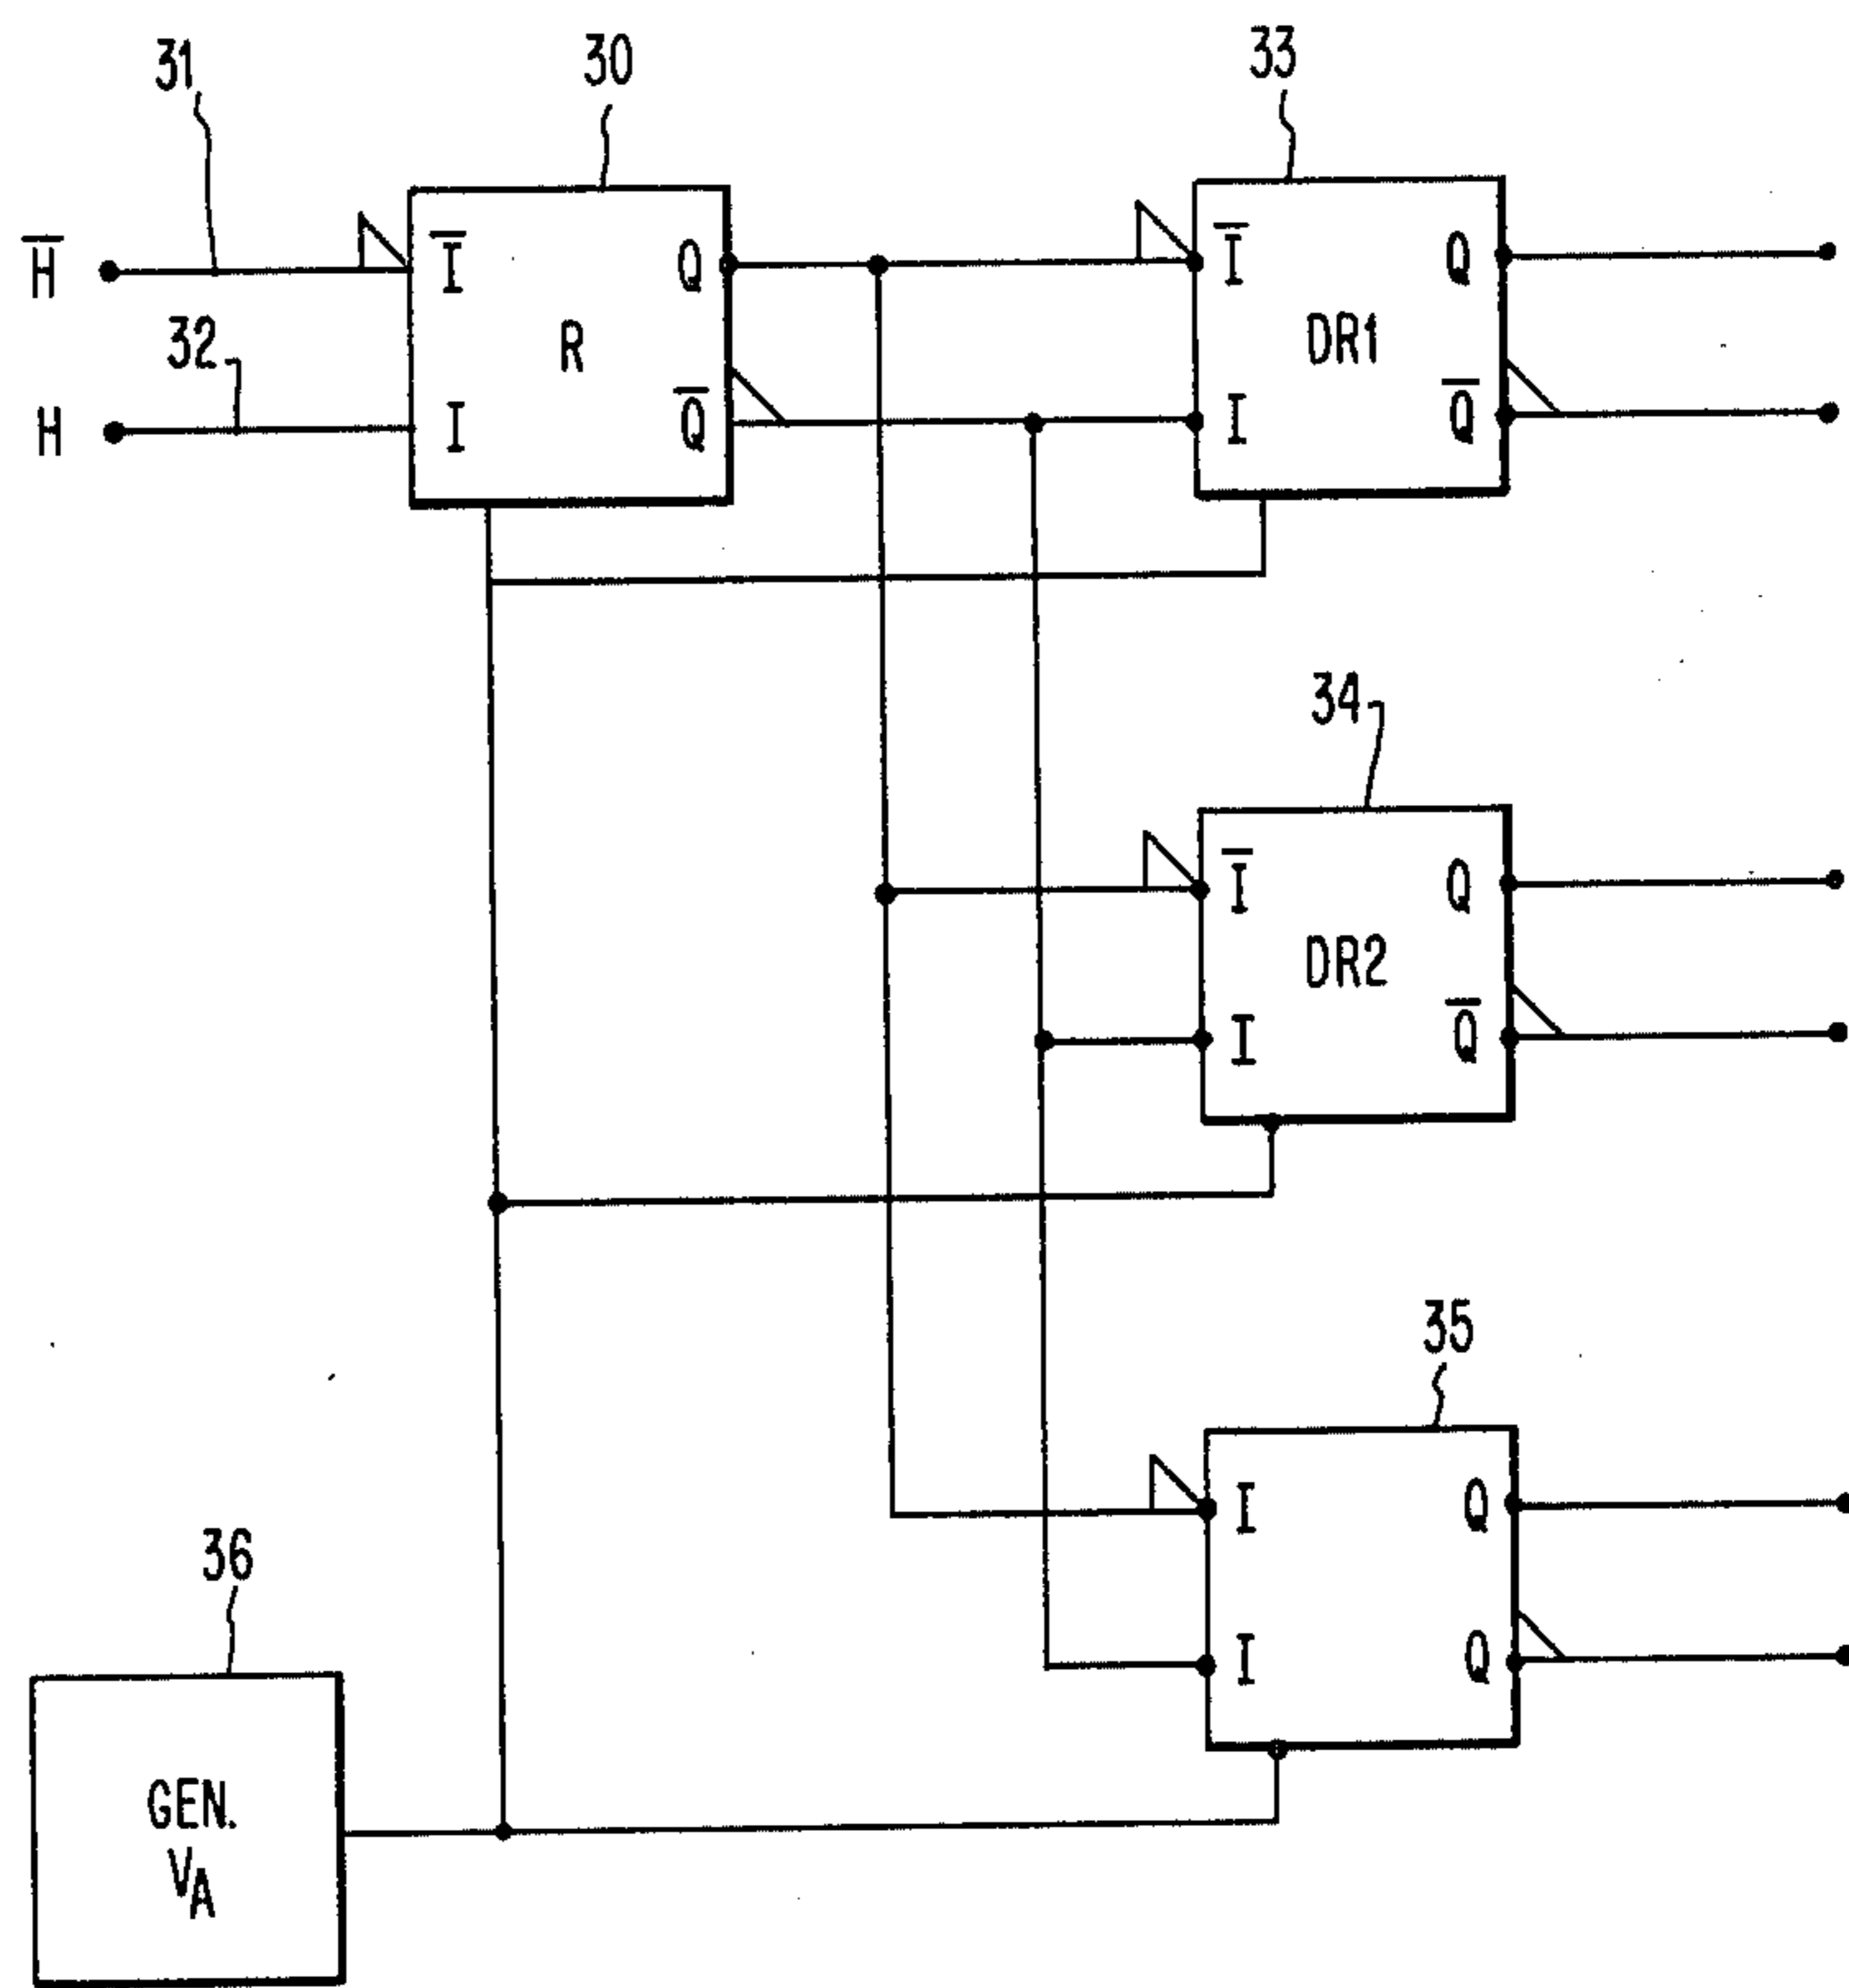 31
30
33
H̅
I̅
Q
I̅
Q
32
R
DR1
H
I
Q̅
I
Q̅
34
I̅
Q
DR2
I
Q̅
35
I
Q
36
I
Q
GEN.
VA